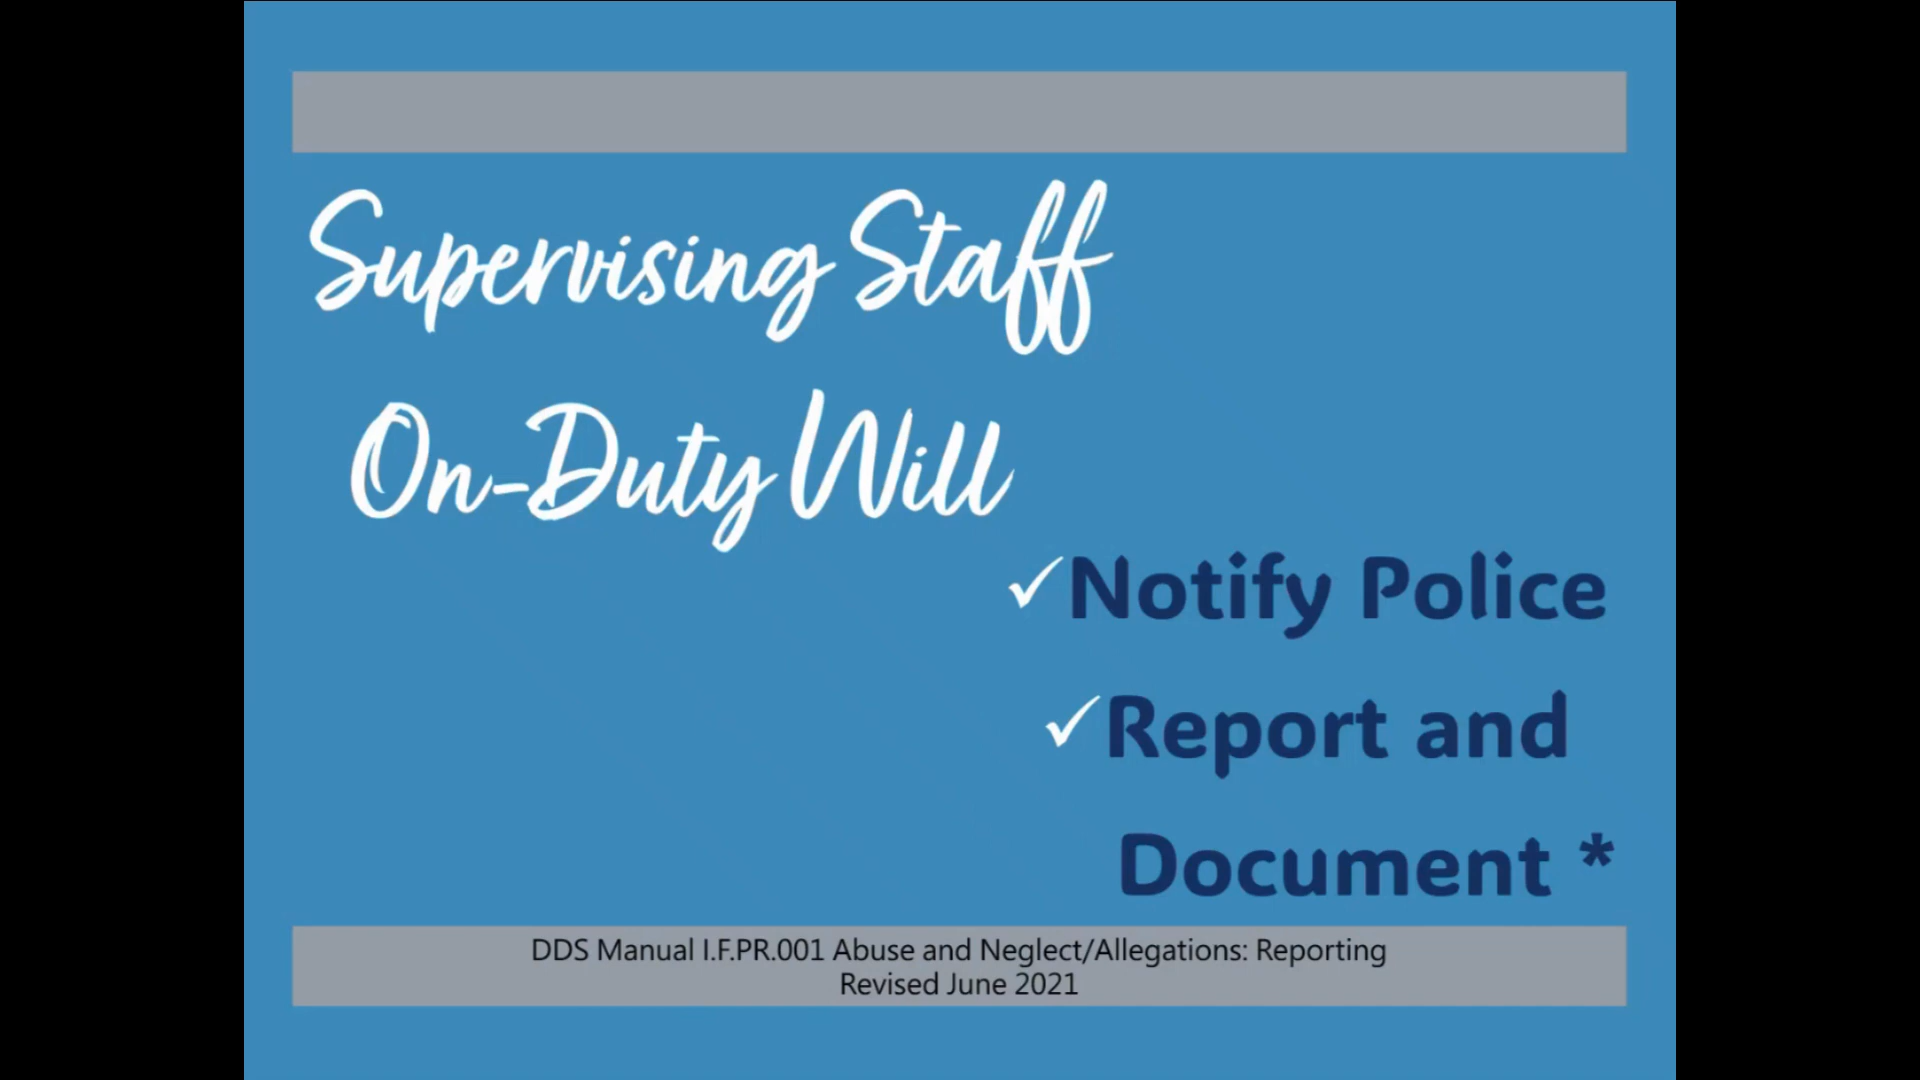 Supervising Staff
On-Duty Will
✓Notify Police
✓Report and
Document *
DDS Manual I.F.PR.001 Abuse and Neglect/Allegations: Reporting
Revised June 2021